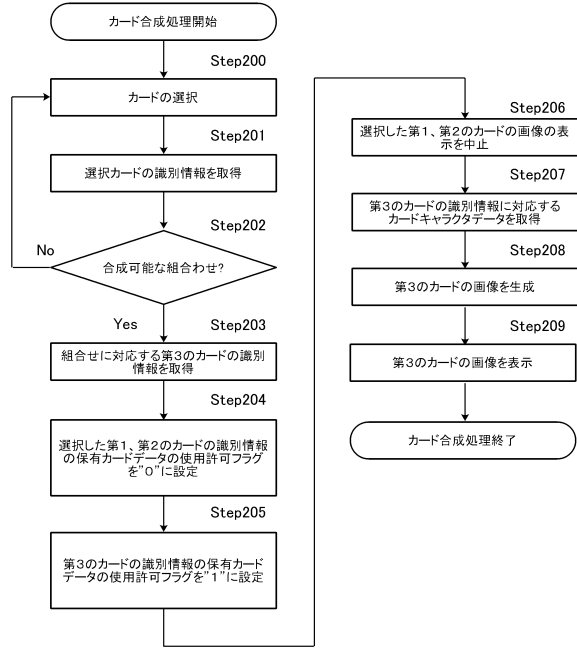 カード合成処理開始
Step200
カードの選択
Step201
選択カードの識別情報を取得
Step202
No
合成可能な組合わせ?
Yes
Step203
組合せに対応する第3のカードの識別
情報を取得
Step204
選択した第1、第2のカードの識別情報
の保有カードデータの使用許可フラグ
を”0”に設定
Step205
第3のカードの識別情報の保有カード
データの使用許可フラグを”1”に設定
Step206
選択した第1、第2のカードの画像の表
示を中止
Step207
第3のカードの識別情報に対応する
カードキャラクタデータを取得
Step208
第3のカードの画像を生成
Step209
第3のカードの画像を表示
カード合成処理終了